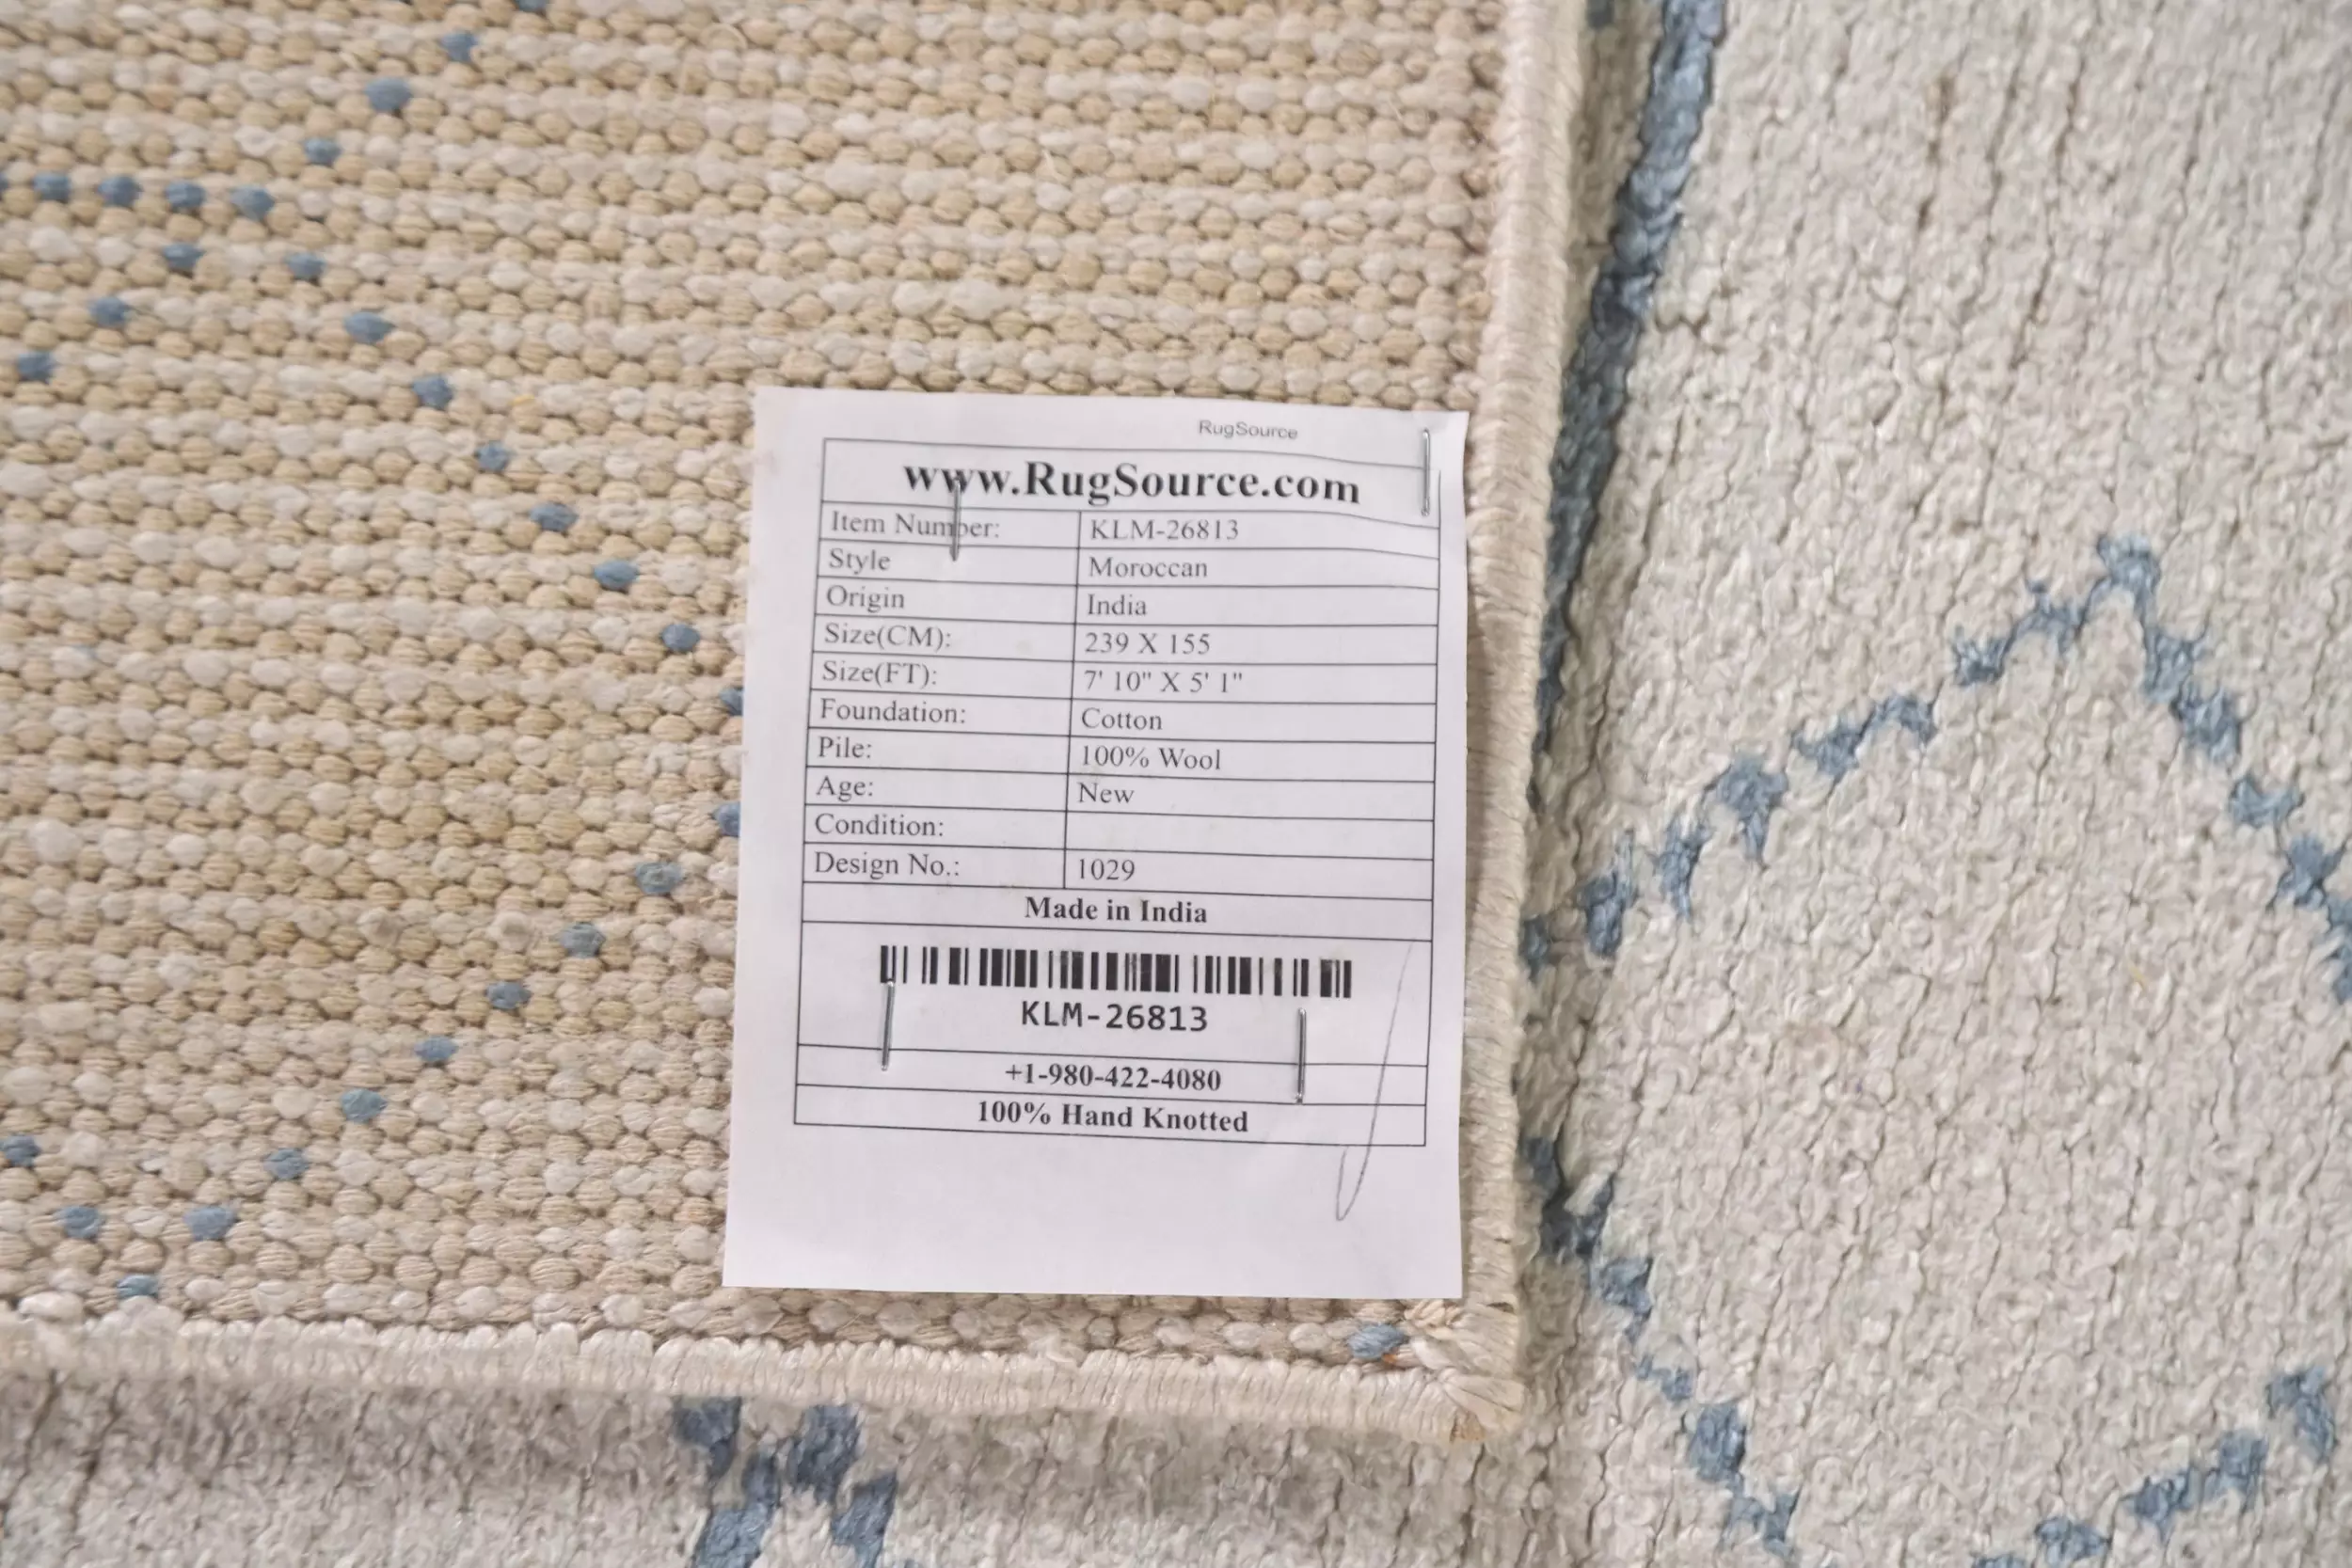 RugSource
www.RugSource.com
Item Number: KLM-26813
Style Moroccan
Origin India
Size(CM): 239 X 155
Size(FT): 7' 10" X 5' 1"
Foundation: Cotton
Pile: 100% Wool
Age: New
Condition:
Design No.: 1029
Made in India
KLM-26813
+1-980-422-4080
100% Hand Knotted